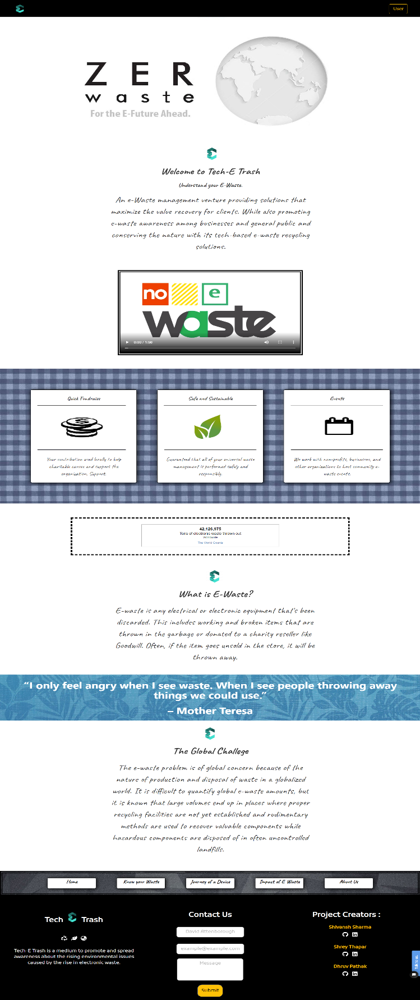 User
Z E R
waste
For the E-Future Ahead.
Welcome to Tech-E Trash
Understand your E-Waste.
An e-Waste management venture providing solutions that
maximize the value recovery for clients. While also promoting
e-waste awareness among businesses and general public and
conserving the nature with its tech-based e-waste recycling
solutions.
no e
waste
0:00 / 1:56
Quick Fundraise
Your contribution used locally to help
charitable causes and support the
organization, Support.
Safe and Sustainable
Guaranteed that all of your universal waste
management is performed safely and
responsibly.
Events
We work with non-profits, businesses, and
other organizations to host community e-
waste events.
42,126,975
Tons of electronic waste thrown out
Worldwide
The World Counts
What is E-Waste?
E-waste is any electrical or electronic equipment that's been
discarded. This includes working and broken items that are
thrown in the garbage or donated to a charity reseller like
Goodwill. Often, if the item goes unsold in the store, it will be
thrown away.
“I only feel angry when I see waste. When I see people throwing away
things we could use.”
– Mother Teresa
The Global Challege
The e-waste problem is of global concern because of the
nature of production and disposal of waste in a globalized
world. It is difficult to quantify global e-waste amounts, but
it is known that large volumes end up in places where proper
recycling facilities are not yet established and rudimentary
methods are used to recover valuable components while
hazardous components are disposed of in often uncontrolled
landfills.
Home
Know your Waste
Journey of a Device
Impact of E-Waste
About Us
Tech Trash
Tech-E Trash is a medium to promote and spread
awareness about the rising environmental issues
caused by the rise in electronic waste.
Contact Us
David Attenborough
example@example.com
Message
Submit
Project Creators :
Shivansh Sharma
Shrey Thapar
Dhruv Pathak
Talk to us